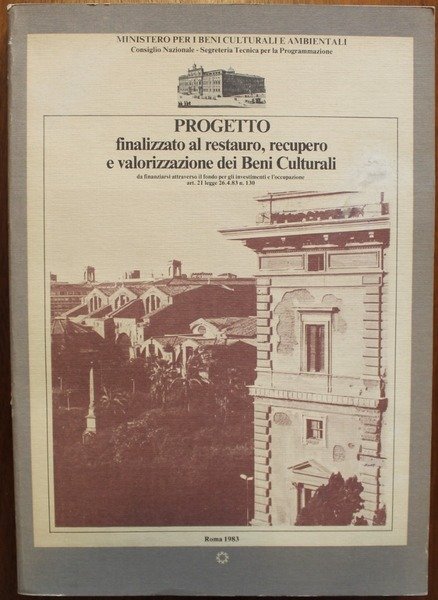 MINISTERO PER I BENI CULTURALI E AMBIENTALI
Consiglio Nazionale - Segreteria Tecnica per la Programmazione
PROGETTO
finalizzato al restauro, recupero
e valorizzazione dei Beni Culturali
da finanziarsi attraverso il fondo per gli investimenti e l'occupazione
art. 21 legge 26.4.83 n. 130
Roma 1983